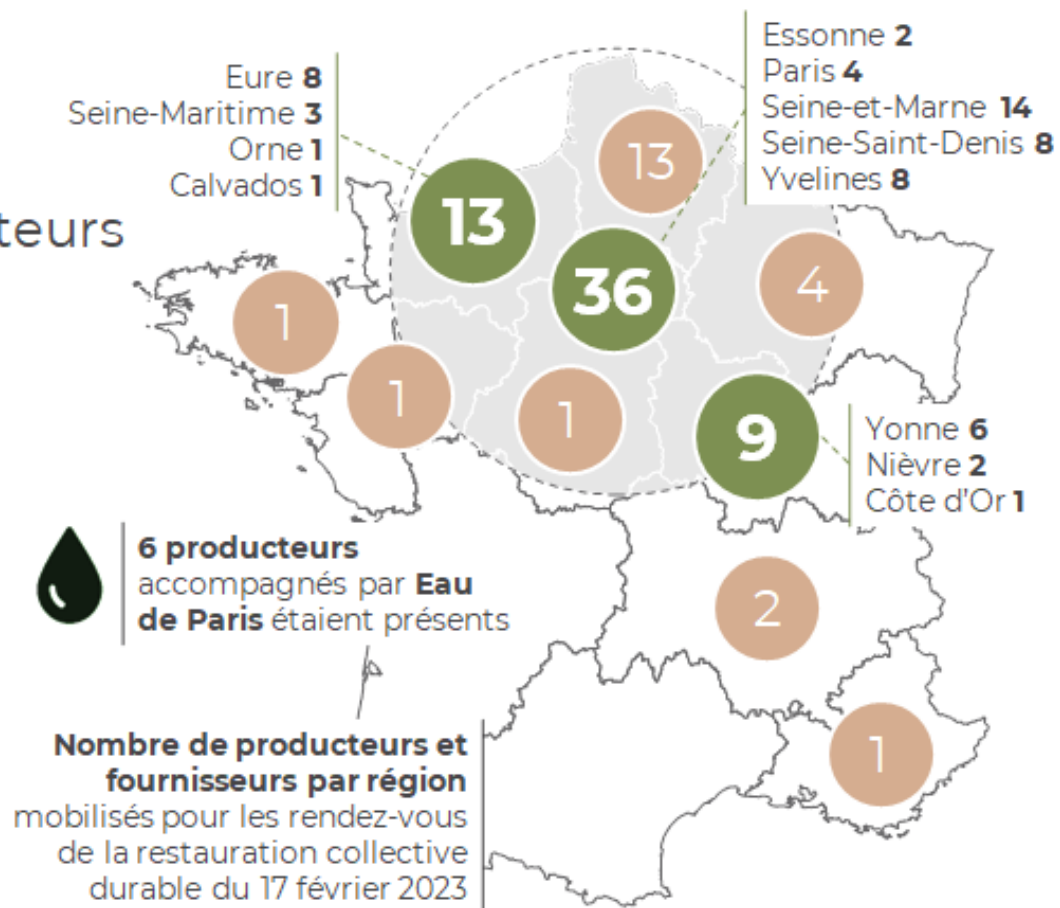 Eure 8
Seine-Maritime 3
Orne 1
Calvados 1
Essonne 2
Paris 4
Seine-et-Marne 14
Seine-Saint-Denis 8
Yvelines 8
teurs
13
13
36
4
1
1
1
9
Yonne 6
Nièvre 2
Côte d'Or 1
6 producteurs
accompagnés par Eau
de Paris étaient présents
2
1
Nombre de producteurs et
fournisseurs par région
mobilisés pour les rendez-vous
de la restauration collective
durable du 17 février 2023